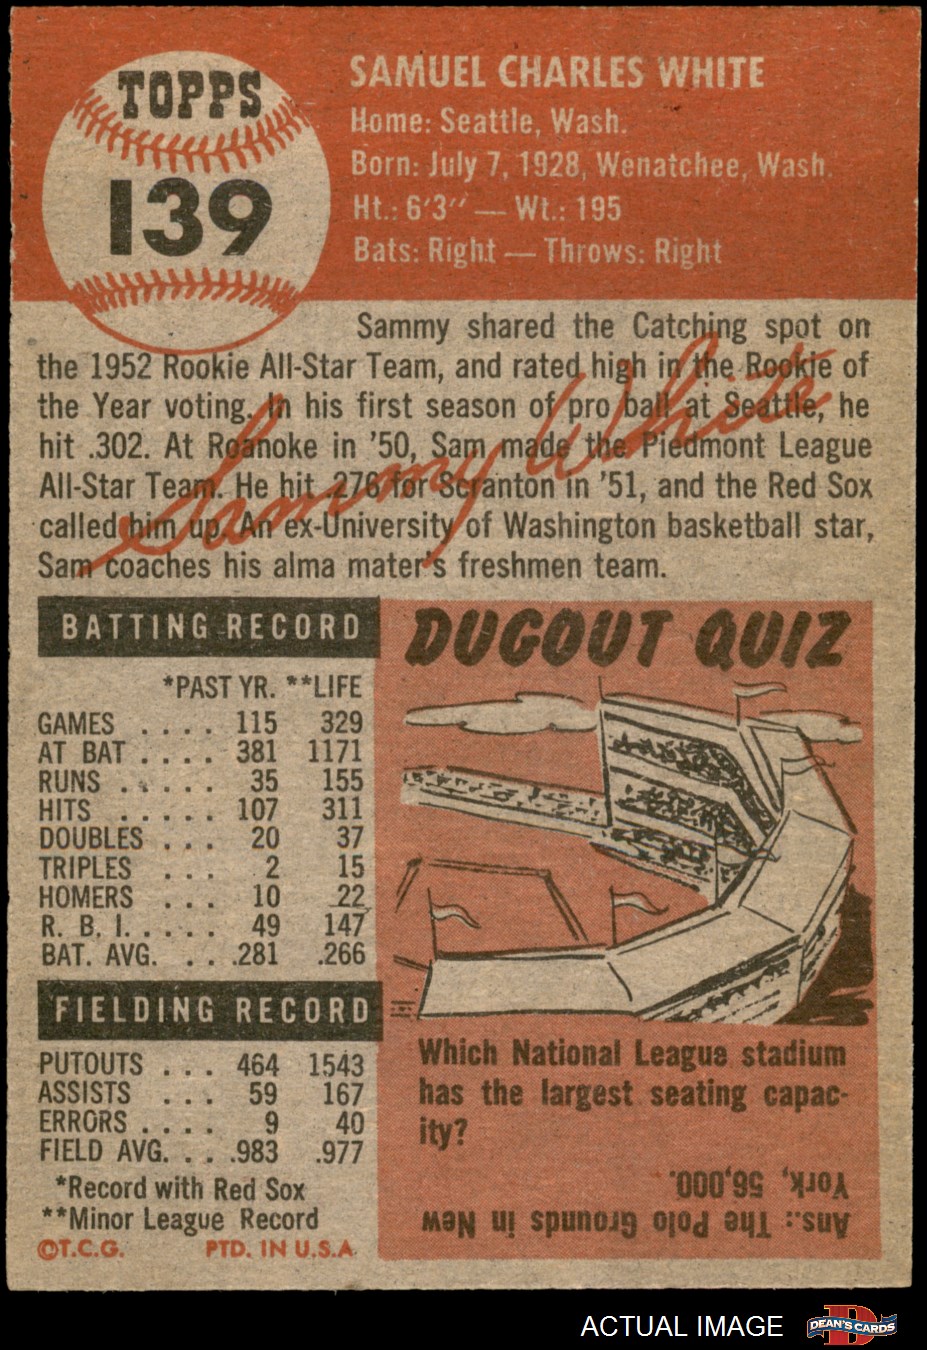 TOPPS
139
SAMUEL CHARLES WHITE
Home: Seattle, Wash.
Born: July 7, 1928, Wenatchee, Wash.
Ht.: 6'3" — Wt.: 195
Bats: Right — Throws: Right
Sammy shared the Catching spot on
the 1952 Rookie All-Star Team, and rated high in the Rookie of
the Year voting. In his first season of pro ball at Seattle, he
hit .302. At Roanoke in '50, Sam made the Piedmont League
All-Star Team. He hit .276 for Scranton in '51, and the Red Sox
called him up. An ex-University of Washington basketball star,
Sam coaches his alma mater's freshmen team.
Sammy White
BATTING RECORD
*PAST YR. **LIFE
GAMES . . . . 115 329
AT BAT . . . . 381 1171
RUNS . . . . . 35 155
HITS . . . . . 107 311
DOUBLES . . . 20 37
TRIPLES . . . 2 15
HOMERS . . . 10 22
R. B. I. . . . . 49 147
BAT. AVG. . . .281 .266
FIELDING RECORD
PUTOUTS . . . 464 1543
ASSISTS . . . 59 167
ERRORS . . . . 9 40
FIELD AVG. . . .983 .977
*Record with Red Sox
**Minor League Record
©T.C.G. PTD. IN U.S.A.
DUGOUT QUIZ
Which National League stadium
has the largest seating capac-
ity?
Ans.: The Polo Grounds in New
York, 56,000.
ACTUAL IMAGE
D
DEAN'S CARDS